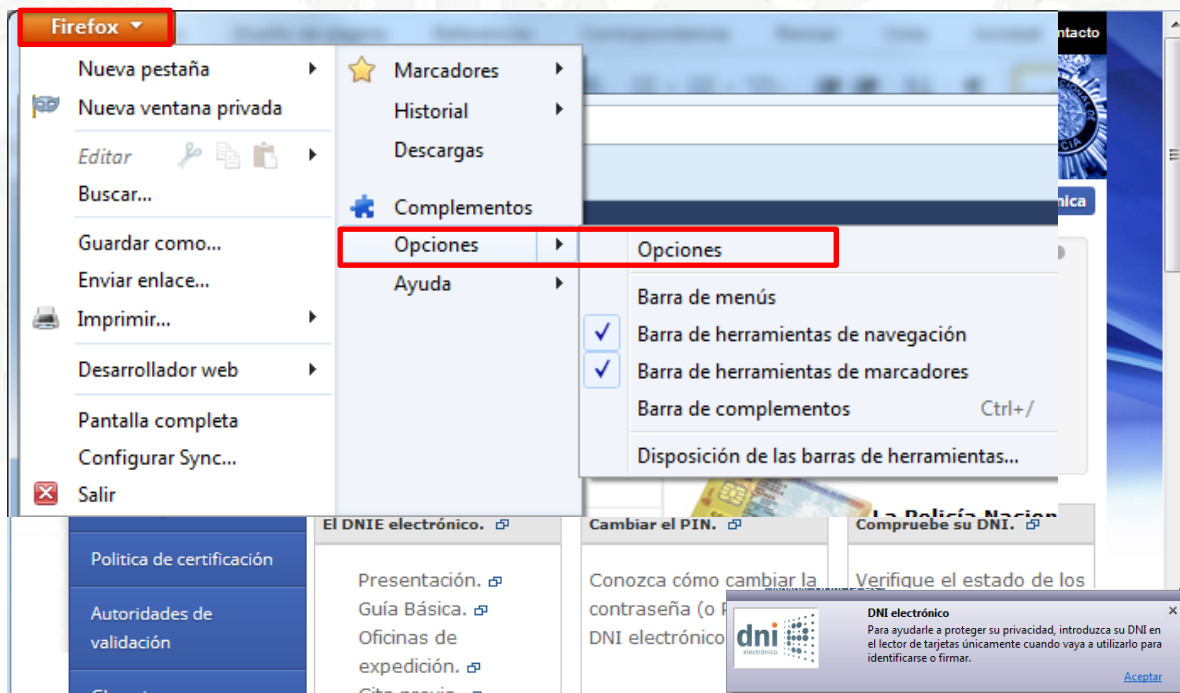 Firefox
ntacto
Nueva pestaña
Nueva ventana privada
Editar
Buscar...
Guardar como...
Enviar enlace...
Imprimir...
Desarrollador web
Pantalla completa
Configurar Sync...
Salir
Marcadores
Historial
Descargas
Complementos
Opciones
Ayuda
Opciones
Barra de menús
Barra de herramientas de navegación
Barra de herramientas de marcadores
Barra de complementos Ctrl+/
Disposición de las barras de herramientas...
nica
La Policía Nacion
Politica de certificación
Autoridades de
validación
El DNIE electrónico.
Presentación.
Guía Básica.
Oficinas de
expedición.
Cita previa.
Cambiar el PIN.
Conozca cómo cambiar la
contraseña (o P
DNI electrónico
Compruebe su DNI.
Verifique el estado de los
dni
electrónico
DNI electrónico
Para ayudarle a proteger su privacidad, introduzca su DNI en
el lector de tarjetas únicamente cuando vaya a utilizarlo para
identificarse o firmar.
Aceptar